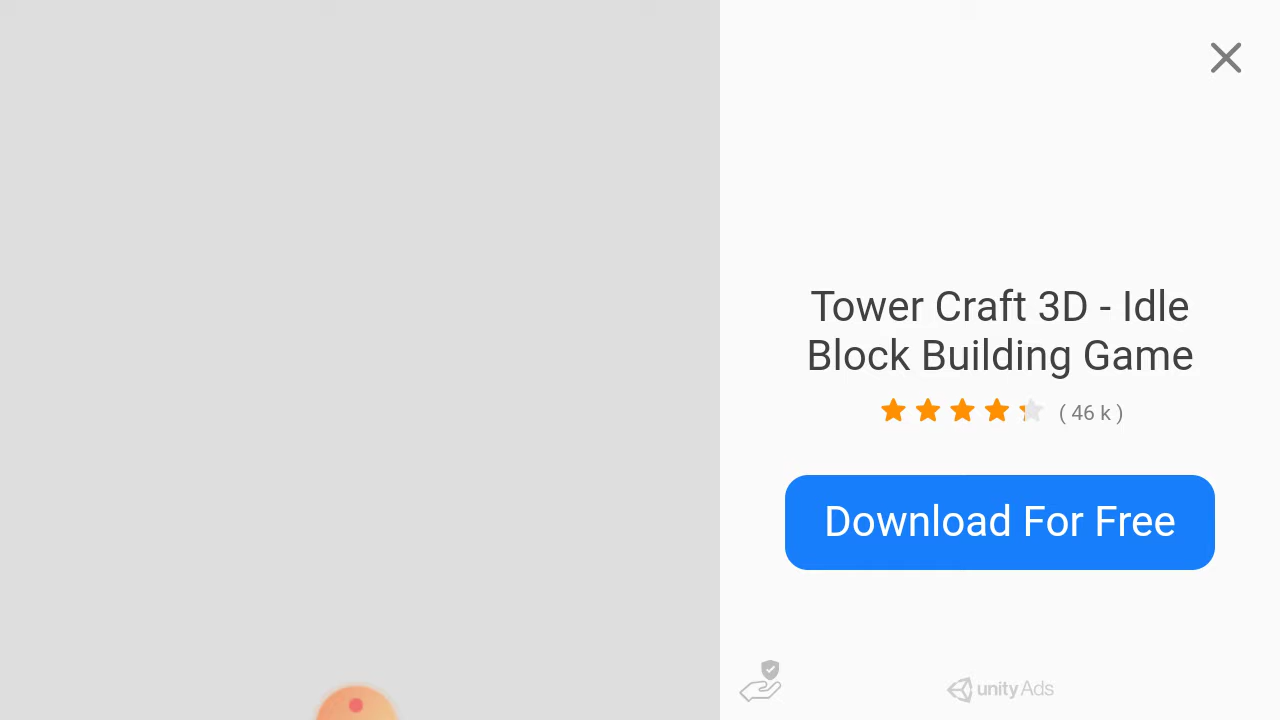 Tower Craft 3D - Idle
Block Building Game
( 46 k )
Download For Free
unity Ads